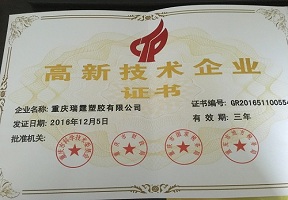 高新技术企业
证书
企业名称：重庆瑞霆塑胶有限公司
证书编号：GR20165110055
发证日期：2016年12月5日
有效期：三年
批准机关：